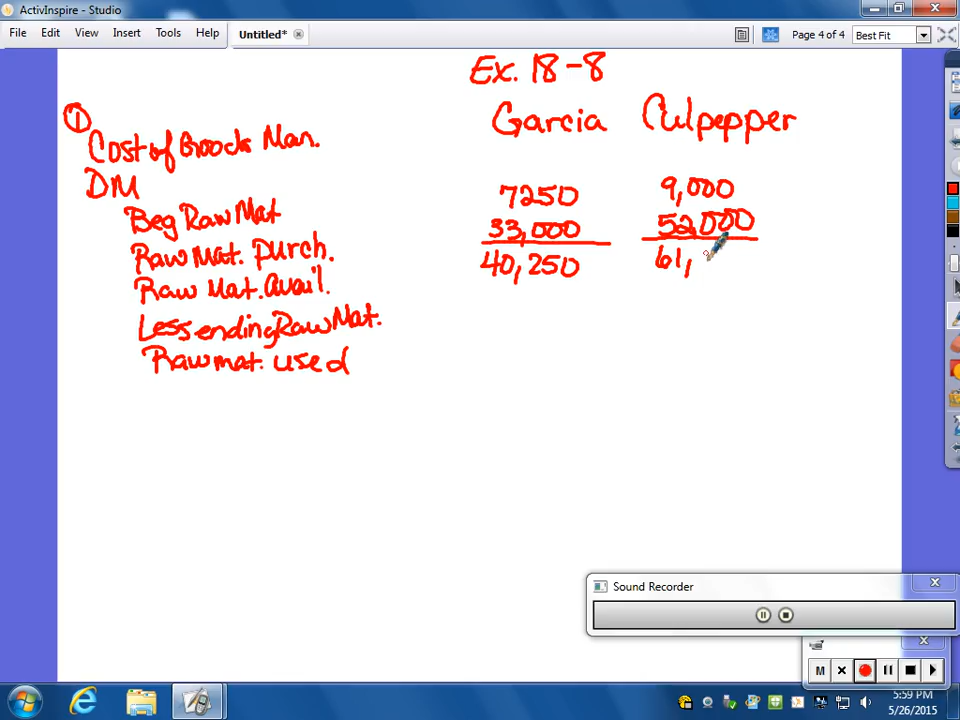 ActivInspire - Studio
File Edit View Insert Tools Help Untitled* Page 4 of 4 Best Fit
Ex. 18-8
Garcia Culpepper
①
Cost of Goods Man.
DM
Beg Raw Mat 7250 9,000
Raw Mat. purch. 33,000 52,000
Raw Mat. avail. 40,250 61,
Less ending Raw Mat.
Raw mat. used
Sound Recorder
M
5:59 PM
5/26/2015